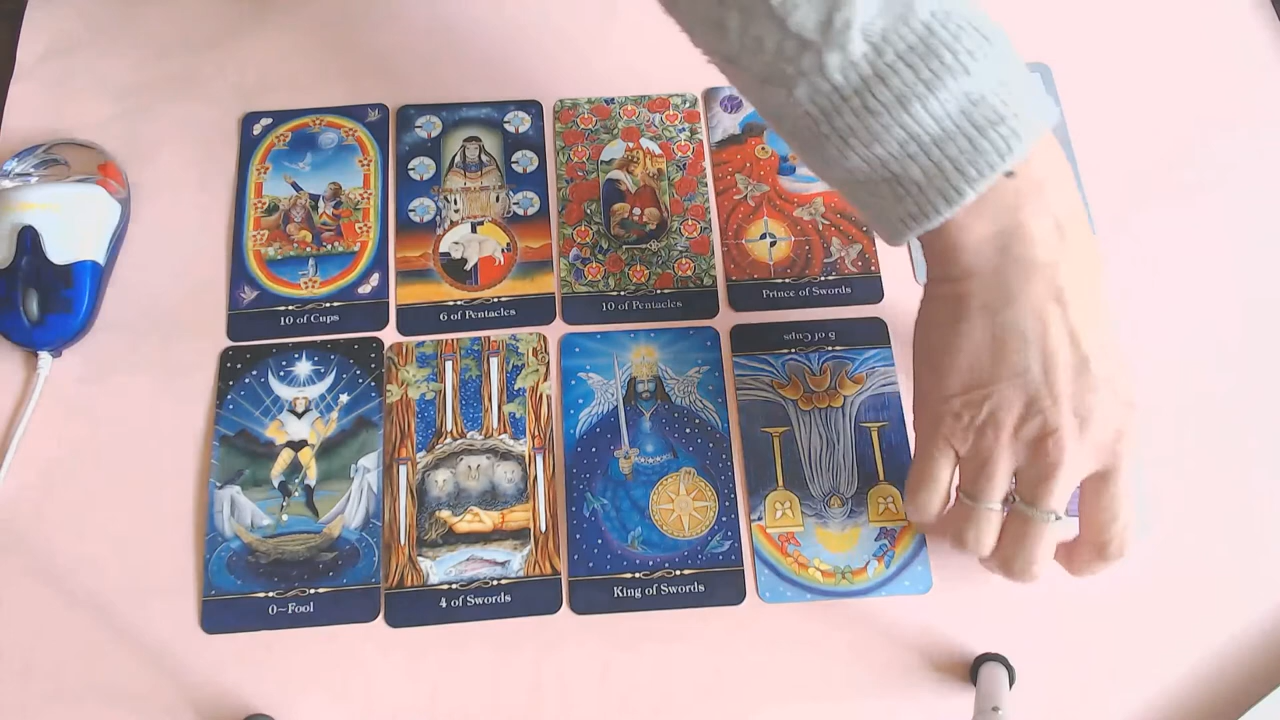 10 of Cups
6 of Pentacles
10 of Pentacles
Prince of Swords
0~Fool
4 of Swords
King of Swords
5 of Cups